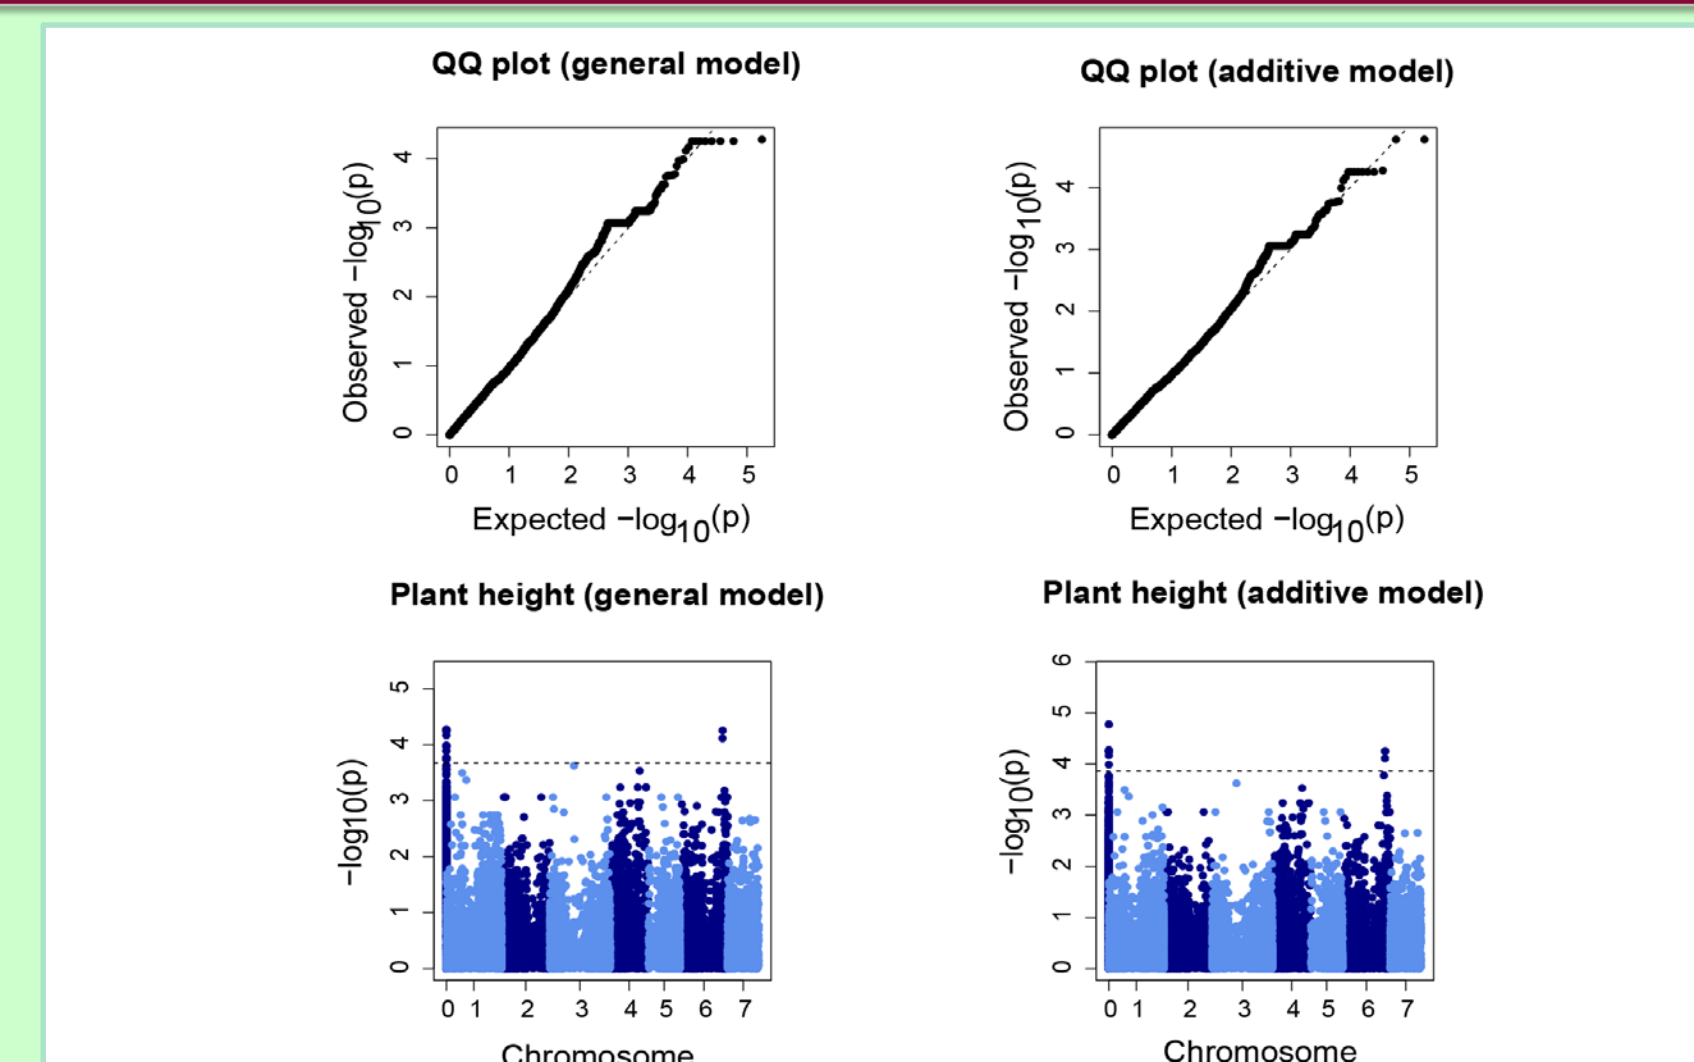 QQ plot (general model)
QQ plot (additive model)
Observed −log10(p)
4
3
2
1
0
0 1 2 3 4 5
Expected −log10(p)
Observed −log10(p)
4
3
2
1
0
0 1 2 3 4 5
Expected −log10(p)
Plant height (general model)
Plant height (additive model)
−log10(p)
5
4
3
2
1
0
0 1 2 3 4 5 6 7
Chromosome
−log10(p)
6
5
4
3
2
1
0
0 1 2 3 4 5 6 7
Chromosome